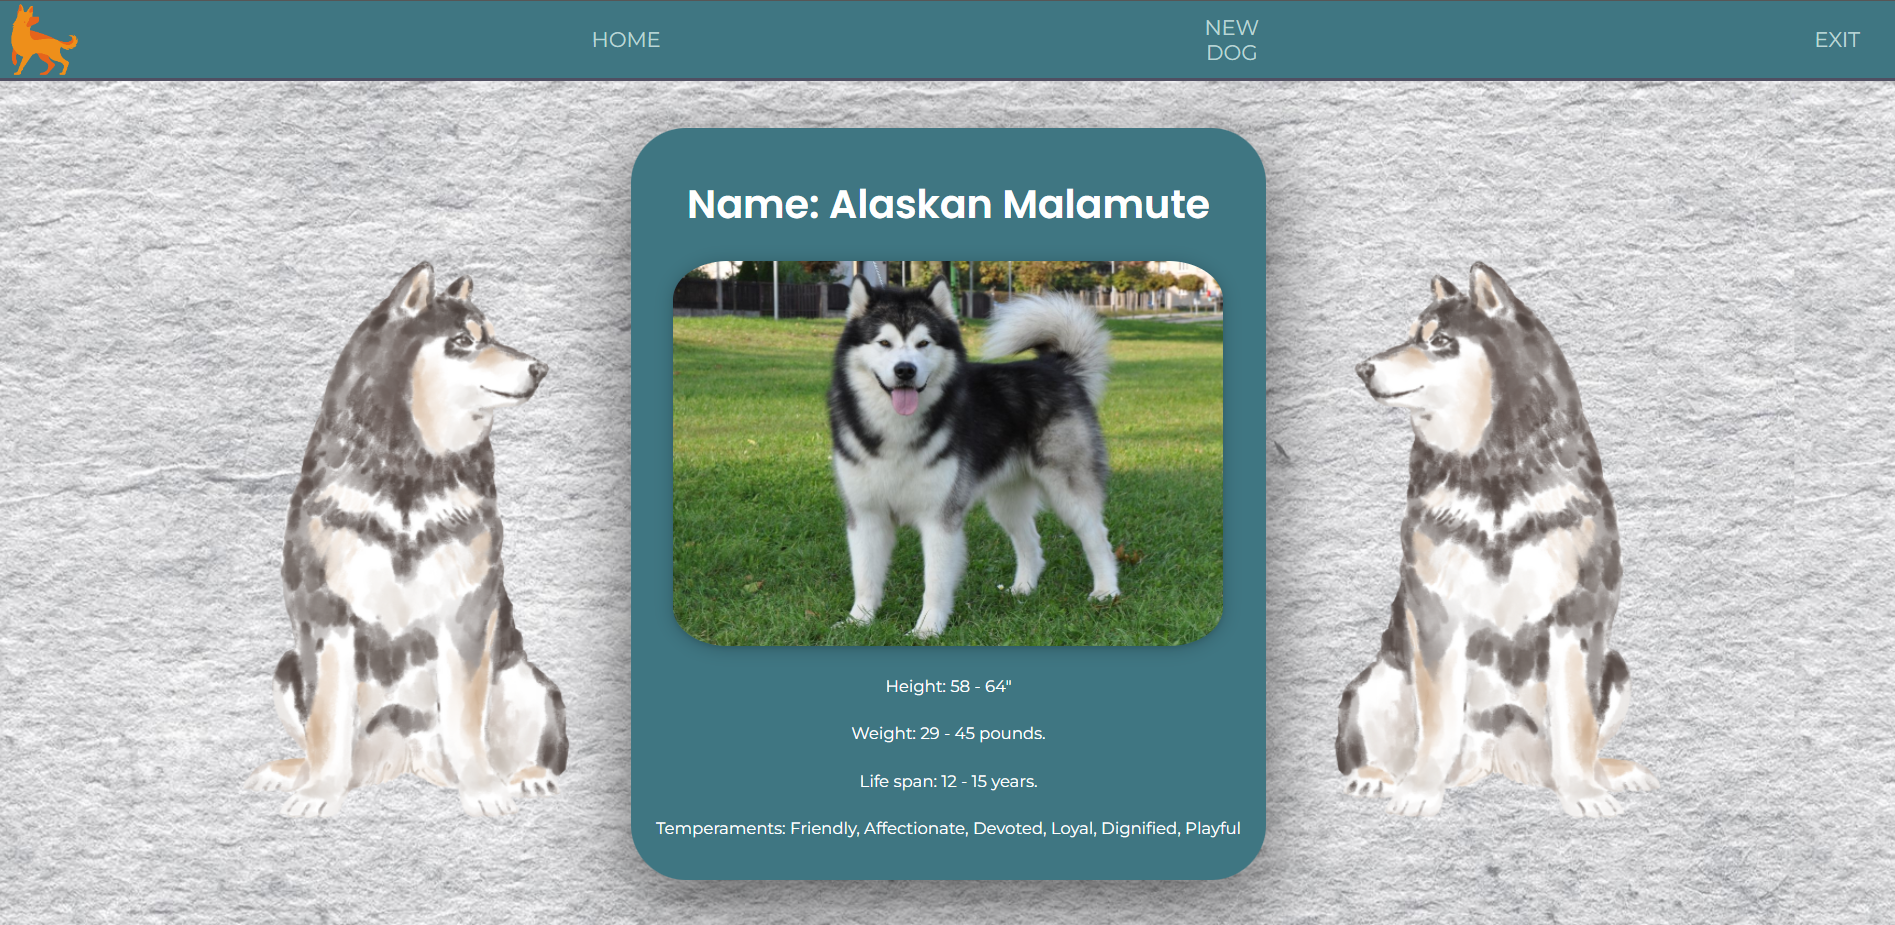 HOME
NEW
DOG
EXIT
Name: Alaskan Malamute
Height: 58 - 64"
Weight: 29 - 45 pounds.
Life span: 12 - 15 years.
Temperaments: Friendly, Affectionate, Devoted, Loyal, Dignified, Playful